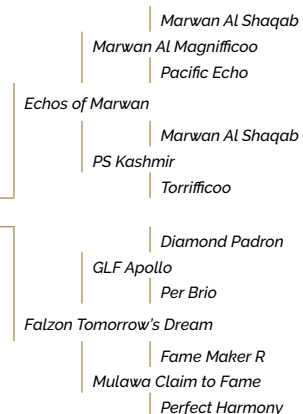 Marwan Al Shaqab
Marwan Al Magnifficoo
Pacific Echo
Echos of Marwan
Marwan Al Shaqab
PS Kashmir
Torrifficoo
Diamond Padron
GLF Apollo
Per Brio
Falzon Tomorrow's Dream
Fame Maker R
Mulawa Claim to Fame
Perfect Harmony